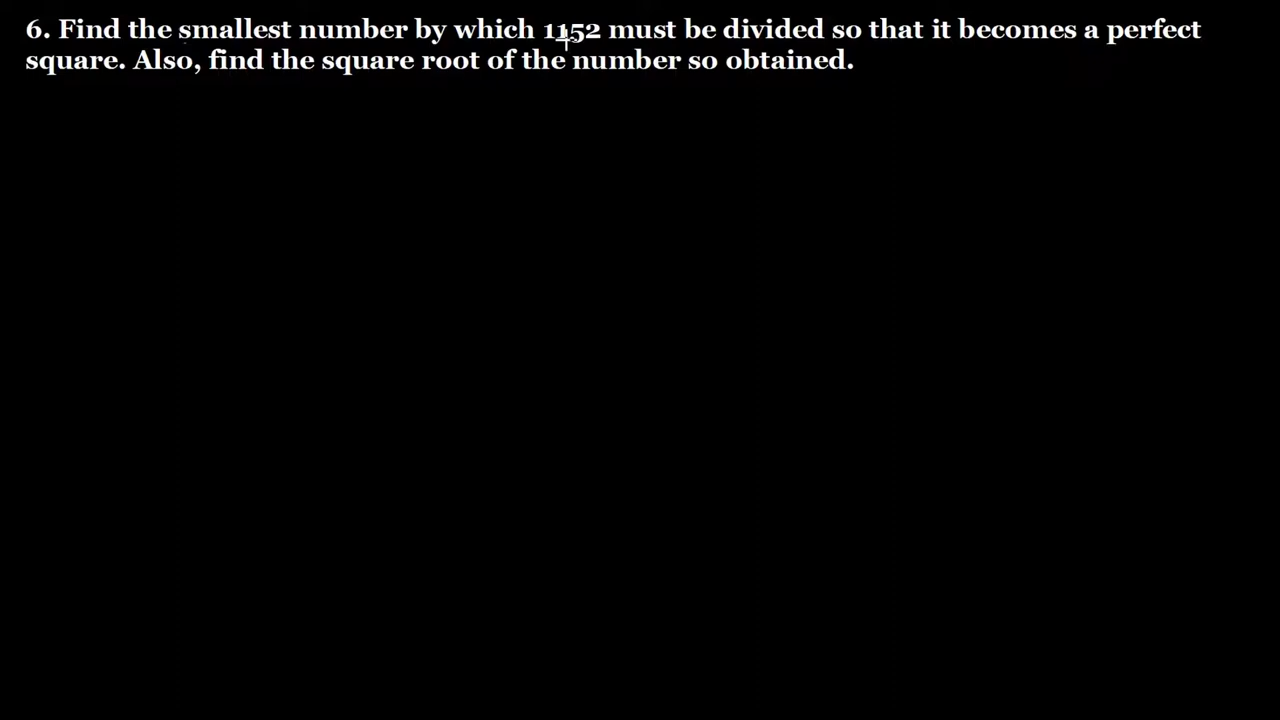 6. Find the smallest number by which 1152 must be divided so that it becomes a perfect
square. Also, find the square root of the number so obtained.